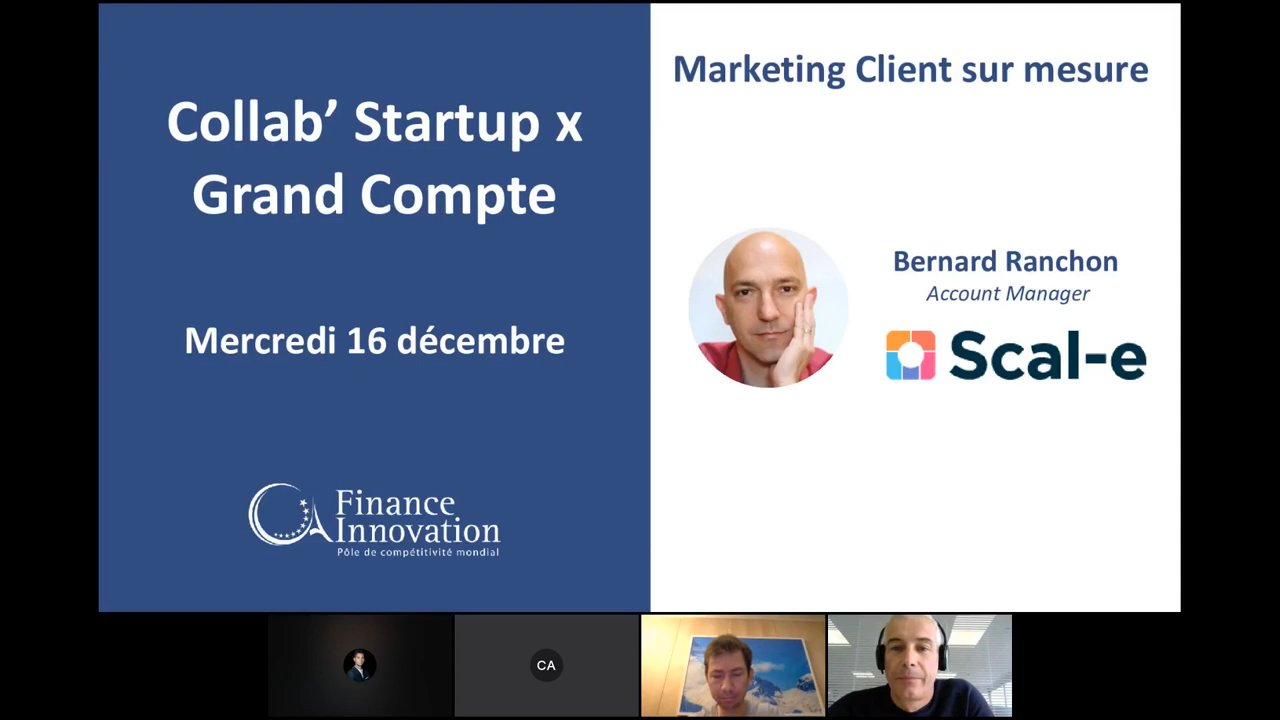 Collab’ Startup x
Grand Compte
Mercredi 16 décembre
Finance
Innovation
Pôle de compétitivité mondial
Marketing Client sur mesure
Bernard Ranchon
Account Manager
Scal-e
CA